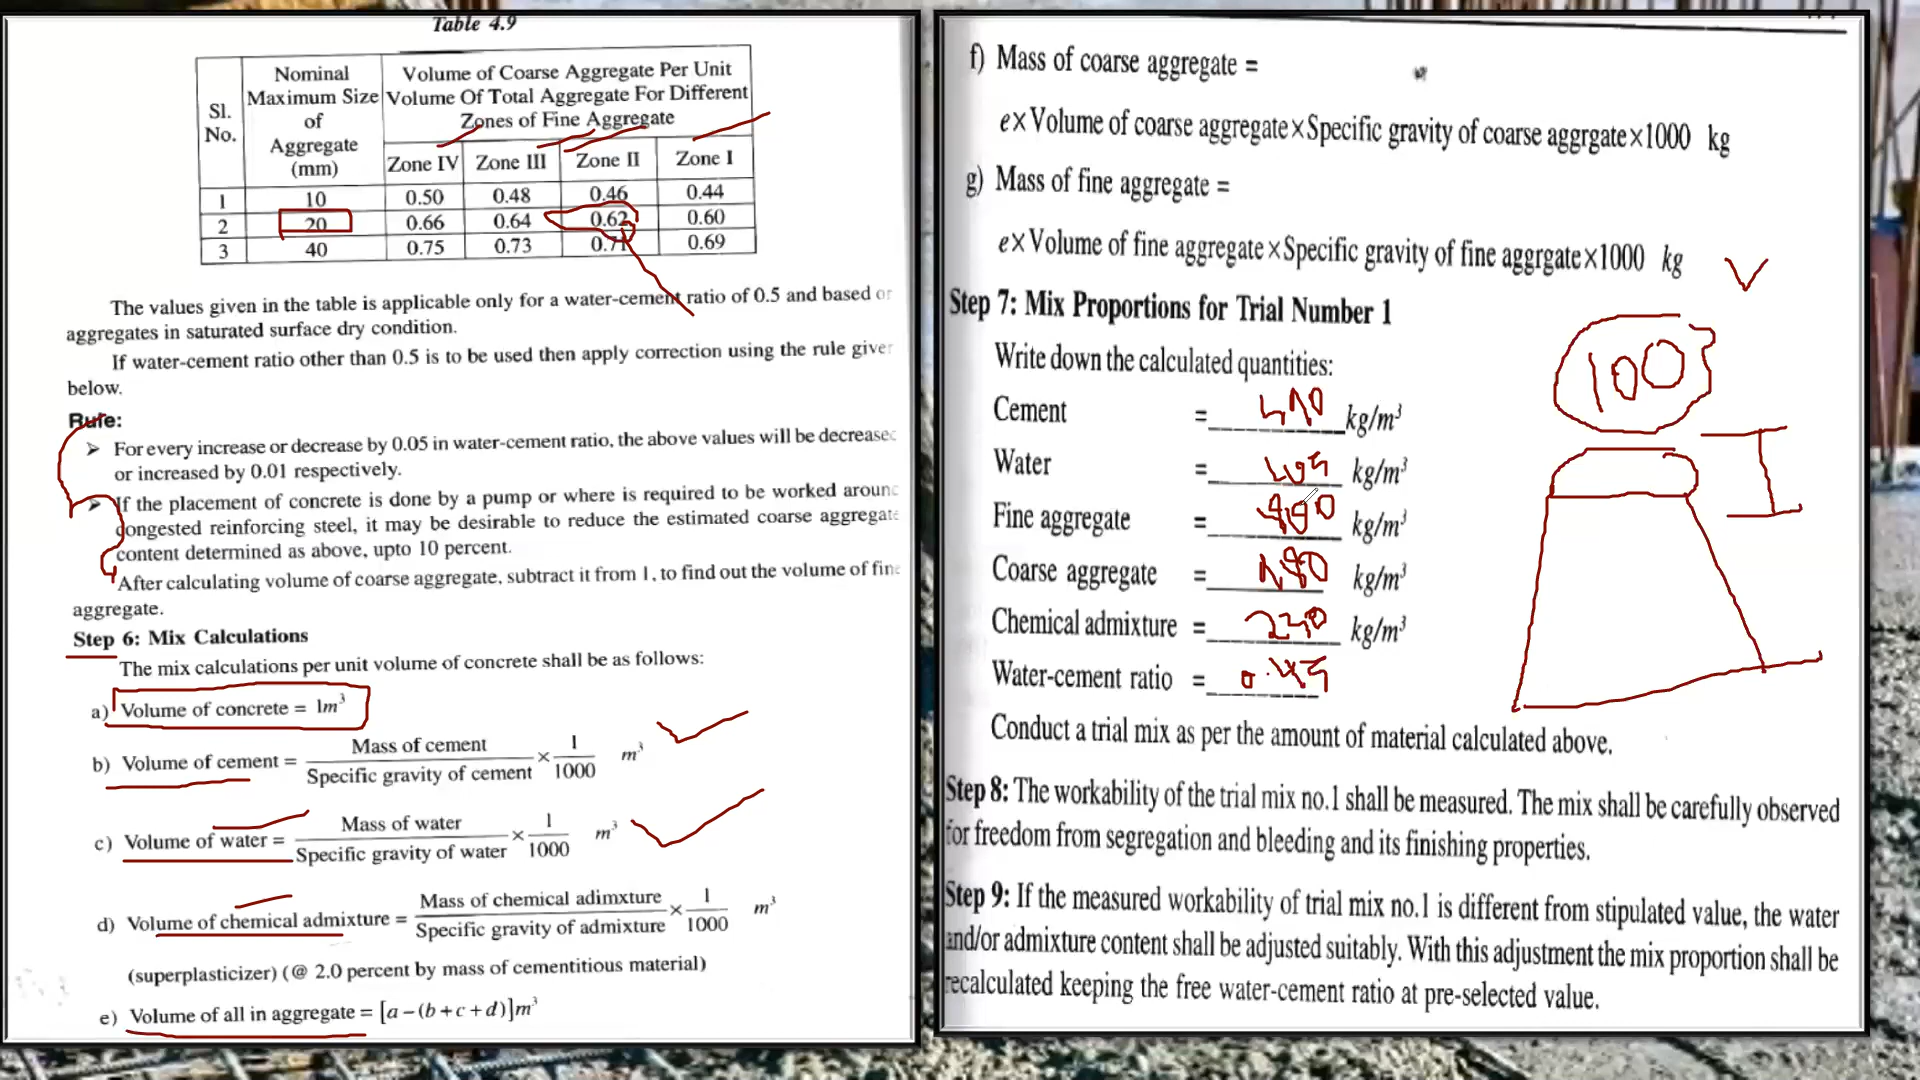 Table 4.9
Sl. No. | Nominal Maximum Size of Aggregate (mm) | Volume of Coarse Aggregate Per Unit Volume Of Total Aggregate For Different Zones of Fine Aggregate
Zone IV | Zone III | Zone II | Zone I
1 | 10 | 0.50 | 0.48 | 0.46 | 0.44
2 | 20 | 0.66 | 0.64 | 0.62 | 0.60
3 | 40 | 0.75 | 0.73 | 0.71 | 0.69
The values given in the table is applicable only for a water-cement ratio of 0.5 and based or
aggregates in saturated surface dry condition.
If water-cement ratio other than 0.5 is to be used then apply correction using the rule giver
below.
Rule:
➤ For every increase or decrease by 0.05 in water-cement ratio, the above values will be decreasec
or increased by 0.01 respectively.
➤ If the placement of concrete is done by a pump or where is required to be worked aroun
congested reinforcing steel, it may be desirable to reduce the estimated coarse aggregat
content determined as above, upto 10 percent.
After calculating volume of coarse aggregate, subtract it from 1, to find out the volume of fine
aggregate.
Step 6: Mix Calculations
The mix calculations per unit volume of concrete shall be as follows:
a) Volume of concrete = 1m³
b) Volume of cement = Mass of cement / Specific gravity of cement × 1/1000 m³
c) Volume of water = Mass of water / Specific gravity of water × 1/1000 m³
d) Volume of chemical admixture = Mass of chemical adimxture / Specific gravity of admixture × 1/1000 m³
(superplasticizer) (@ 2.0 percent by mass of cementitious material)
e) Volume of all in aggregate = [a – (b + c + d)]m³
f) Mass of coarse aggregate =
e×Volume of coarse aggregate×Specific gravity of coarse aggrgate×1000 kg
g) Mass of fine aggregate =
e×Volume of fine aggregate×Specific gravity of fine aggrgate×1000 kg
Step 7: Mix Proportions for Trial Number 1
Write down the calculated quantities:
Cement = kg/m³
Water = kg/m³
Fine aggregate = kg/m³
Coarse aggregate = kg/m³
Chemical admixture = kg/m³
Water-cement ratio = 0.45
100
Conduct a trial mix as per the amount of material calculated above.
Step 8: The workability of the trial mix no.1 shall be measured. The mix shall be carefully observed
for freedom from segregation and bleeding and its finishing properties.
Step 9: If the measured workability of trial mix no.1 is different from stipulated value, the water
and/or admixture content shall be adjusted suitably. With this adjustment the mix proportion shall be
recalculated keeping the free water-cement ratio at pre-selected value.